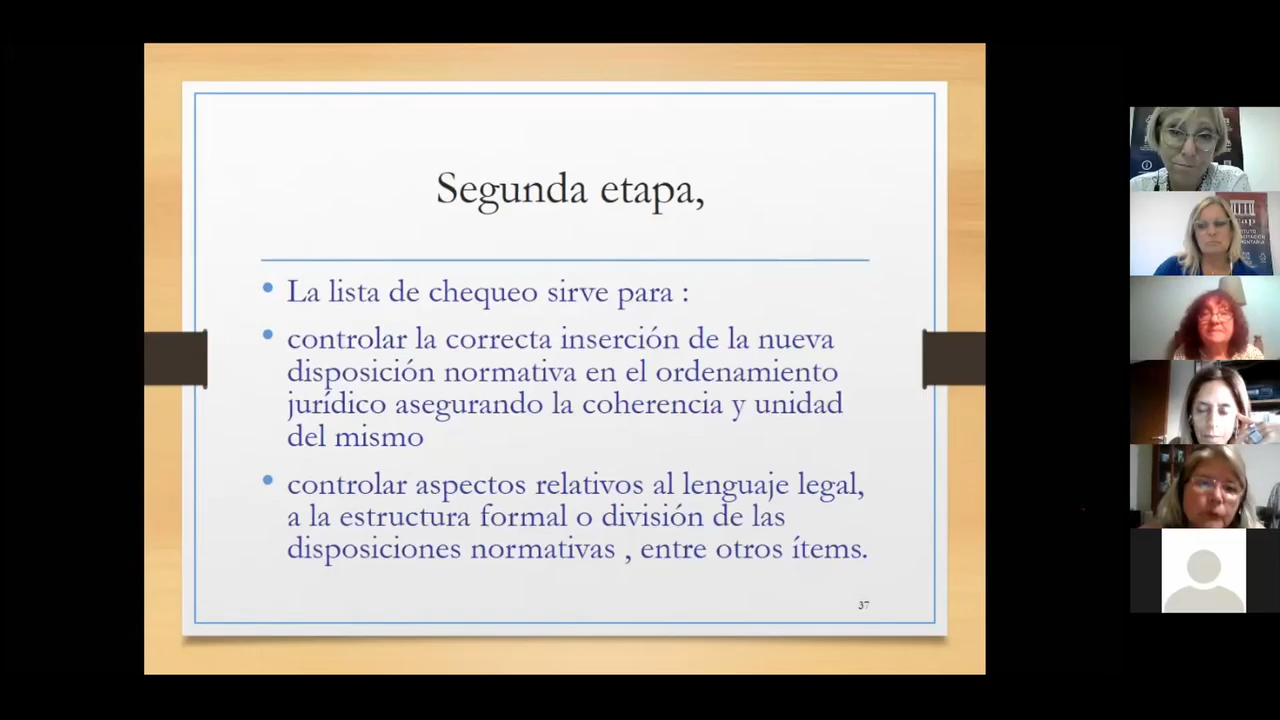 Segunda etapa,
• La lista de chequeo sirve para :
• controlar la correcta inserción de la nueva
disposición normativa en el ordenamiento
jurídico asegurando la coherencia y unidad
del mismo
• controlar aspectos relativos al lenguaje legal,
a la estructura formal o división de las
disposiciones normativas , entre otros ítems.
37